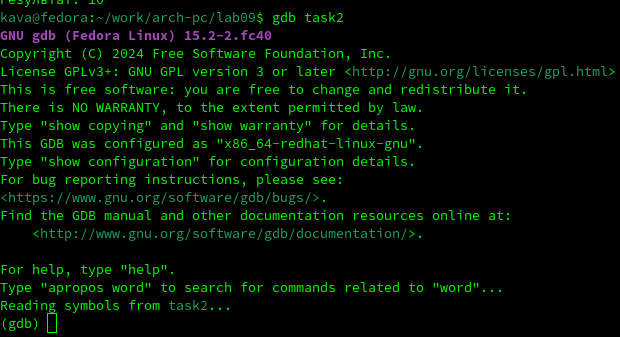 Результат: 10
kava@fedora:~/work/arch-pc/lab09$ gdb task2
GNU gdb (Fedora Linux) 15.2-2.fc40
Copyright (C) 2024 Free Software Foundation, Inc.
License GPLv3+: GNU GPL version 3 or later <http://gnu.org/licenses/gpl.html>
This is free software: you are free to change and redistribute it.
There is NO WARRANTY, to the extent permitted by law.
Type "show copying" and "show warranty" for details.
This GDB was configured as "x86_64-redhat-linux-gnu".
Type "show configuration" for configuration details.
For bug reporting instructions, please see:
<https://www.gnu.org/software/gdb/bugs/>.
Find the GDB manual and other documentation resources online at:
    <http://www.gnu.org/software/gdb/documentation/>.
For help, type "help".
Type "apropos word" to search for commands related to "word"...
Reading symbols from task2...
(gdb)